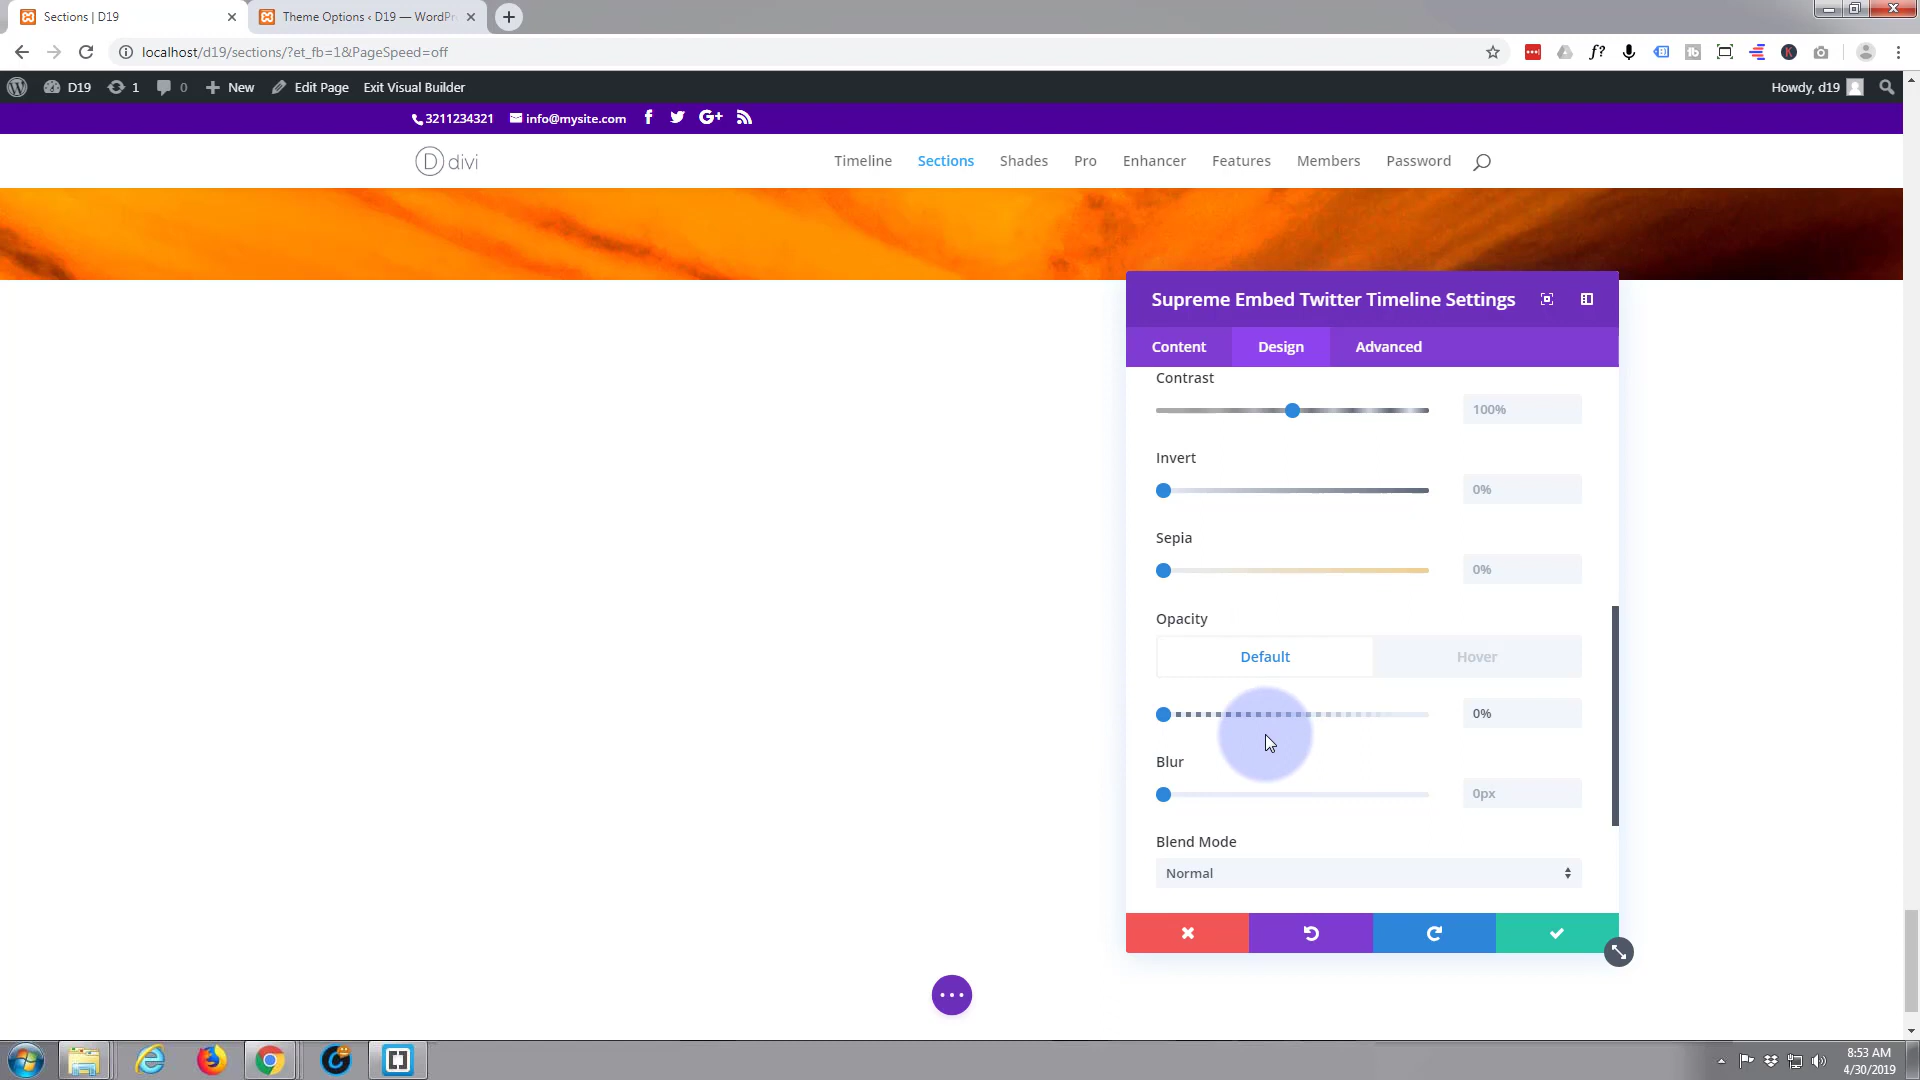 Sections | D19
Theme Options ‹ D19 — WordPr
localhost/d19/sections/?et_fb=1&PageSpeed=off
f?
tb
K
D19
1
0
New
Edit Page
Exit Visual Builder
Howdy, d19
3211234321
info@mysite.com
f
G+
D divi
Timeline
Sections
Shades
Pro
Enhancer
Features
Members
Password
Supreme Embed Twitter Timeline Settings
Content
Design
Advanced
Contrast
100%
Invert
0%
Sepia
0%
Opacity
Default
Hover
0%
Blur
0px
Blend Mode
Normal
8:53 AM
4/30/2019